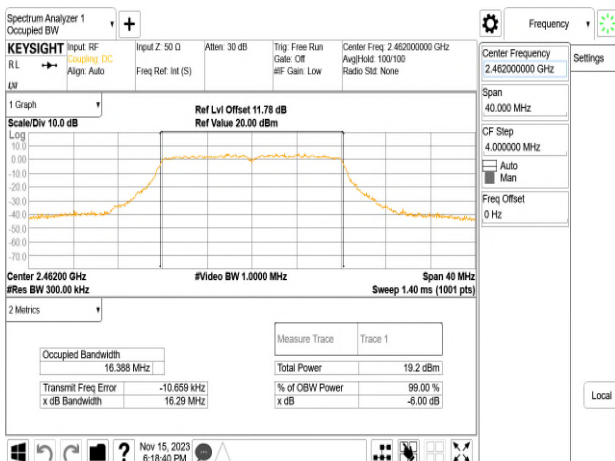 Spectrum Analyzer 1
Occupied BW
Frequency
KEYSIGHT
Input: RF
Input Z: 50 Ω
Atten: 30 dB
Trig: Free Run
Center Freq: 2.462000000 GHz
RL
Coupling: DC
Gate: Off
Avg|Hold: 100/100
Align: Auto
Freq Ref: Int (S)
#IF Gain: Low
Radio Std: None
Center Frequency
2.462000000 GHz
Settings
Span
40.000 MHz
CF Step
4.000000 MHz
Auto
Man
Freq Offset
0 Hz
1 Graph
Ref Lvl Offset 11.78 dB
Scale/Div 10.0 dB
Ref Value 20.00 dBm
Log
10.0
0.00
-10.0
-20.0
-30.0
-40.0
-50.0
-60.0
-70.0
Center 2.46200 GHz
#Video BW 1.0000 MHz
Span 40 MHz
#Res BW 300.00 kHz
Sweep 1.40 ms (1001 pts)
2 Metrics
Measure Trace
Trace 1
Occupied Bandwidth
16.388 MHz
Total Power
19.2 dBm
Transmit Freq Error
-10.659 kHz
% of OBW Power
99.00 %
x dB Bandwidth
16.29 MHz
x dB
-6.00 dB
Local
?
Nov 15, 2023
6:18:40 PM